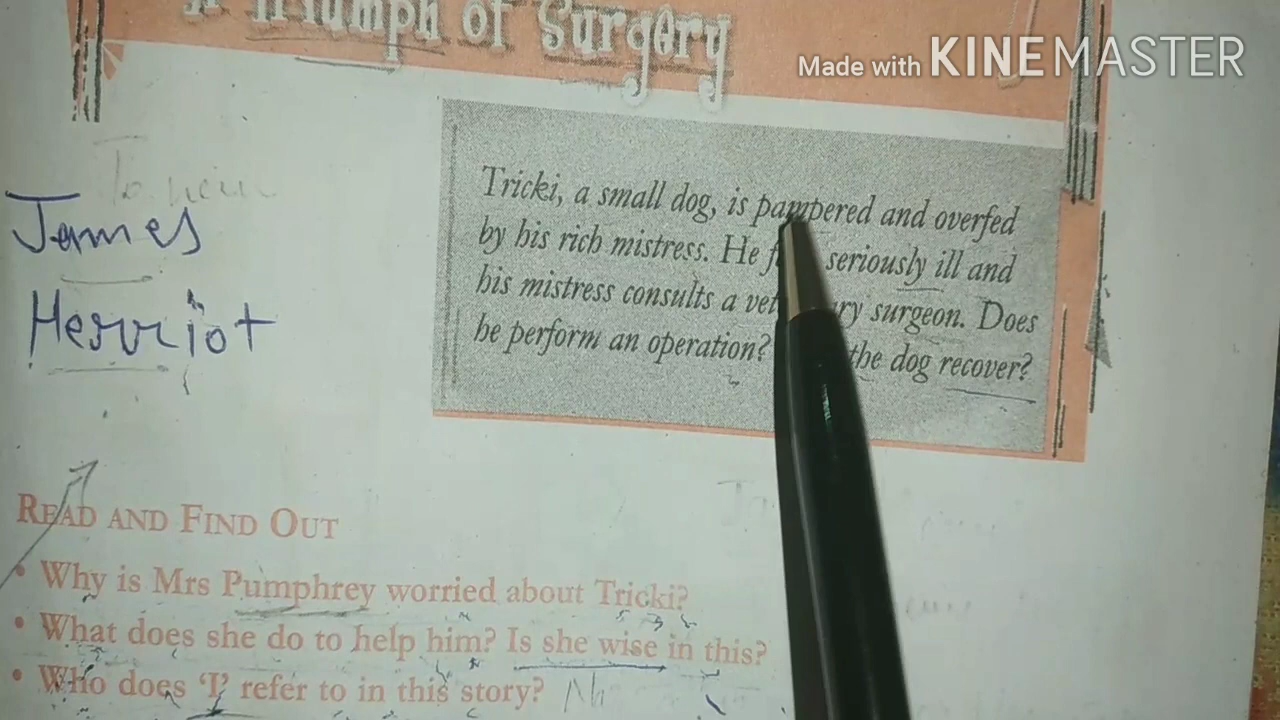 A Triumph of Surgery
Made with KINEMASTER
Tricki, a small dog, is pampered and overfed
by his rich mistress. He seriously ill and
his mistress consults a surgeon. Does
he perform an operation? the dog recover?
James
Herriot
READ AND FIND OUT
• Why is Mrs Pumphrey worried about Tricki?
• What does she do to help him? Is she wise in this?
• Who does ‘I’ refer to in this story?